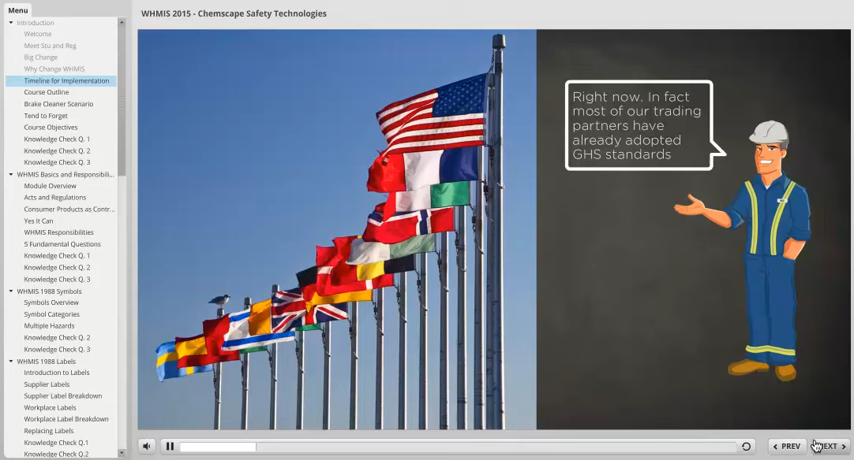 Menu
WHMIS 2015 - Chemscape Safety Technologies
Introduction
Welcome
Meet Stu and Reg
Big Change
Why Change WHMIS
Timeline for Implementation
Course Outline
Brake Cleaner Scenario
Tend to Forget
Course Objectives
Knowledge Check Q. 1
Knowledge Check Q. 2
Knowledge Check Q. 3
WHMIS Basics and Responsibili...
Module Overview
Acts and Regulations
Consumer Products as Contr...
Yes It Can
WHMIS Responsibilities
5 Fundamental Questions
Knowledge Check Q. 1
Knowledge Check Q. 2
Knowledge Check Q. 3
WHMIS 1988 Symbols
Symbols Overview
Symbol Categories
Multiple Hazards
Knowledge Check Q. 2
Knowledge Check Q. 3
WHMIS 1988 Labels
Introduction to Labels
Supplier Labels
Supplier Label Breakdown
Workplace Labels
Workplace Label Breakdown
Replacing Labels
Knowledge Check Q.1
Knowledge Check Q.2
Right now. In fact
most of our trading
partners have
already adopted
GHS standards
PREV
NEXT